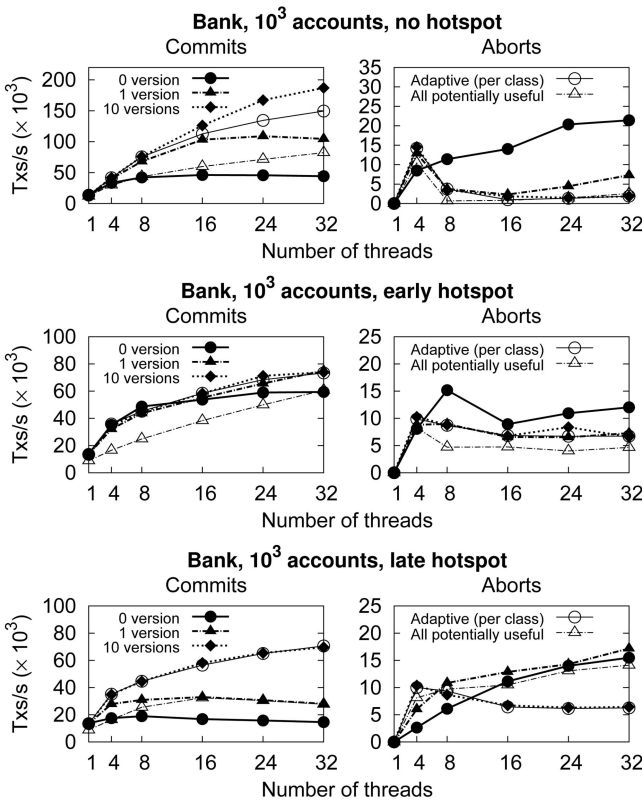 Bank, 10³ accounts, no hotspot
Commits
Aborts
Txs/s (× 10³)
200
150
100
50
0
0 version
1 version
10 versions
1 4 8 16 24 32
Number of threads
35
30
25
20
15
10
5
0
Adaptive (per class)
All potentially useful
1 4 8 16 24 32
Number of threads
Bank, 10³ accounts, early hotspot
Commits
Aborts
Txs/s (× 10³)
100
80
60
40
20
0
0 version
1 version
10 versions
1 4 8 16 24 32
Number of threads
25
20
15
10
5
0
Adaptive (per class)
All potentially useful
1 4 8 16 24 32
Number of threads
Bank, 10³ accounts, late hotspot
Commits
Aborts
Txs/s (× 10³)
100
80
60
40
20
0
0 version
1 version
10 versions
1 4 8 16 24 32
Number of threads
25
20
15
10
5
0
Adaptive (per class)
All potentially useful
1 4 8 16 24 32
Number of threads